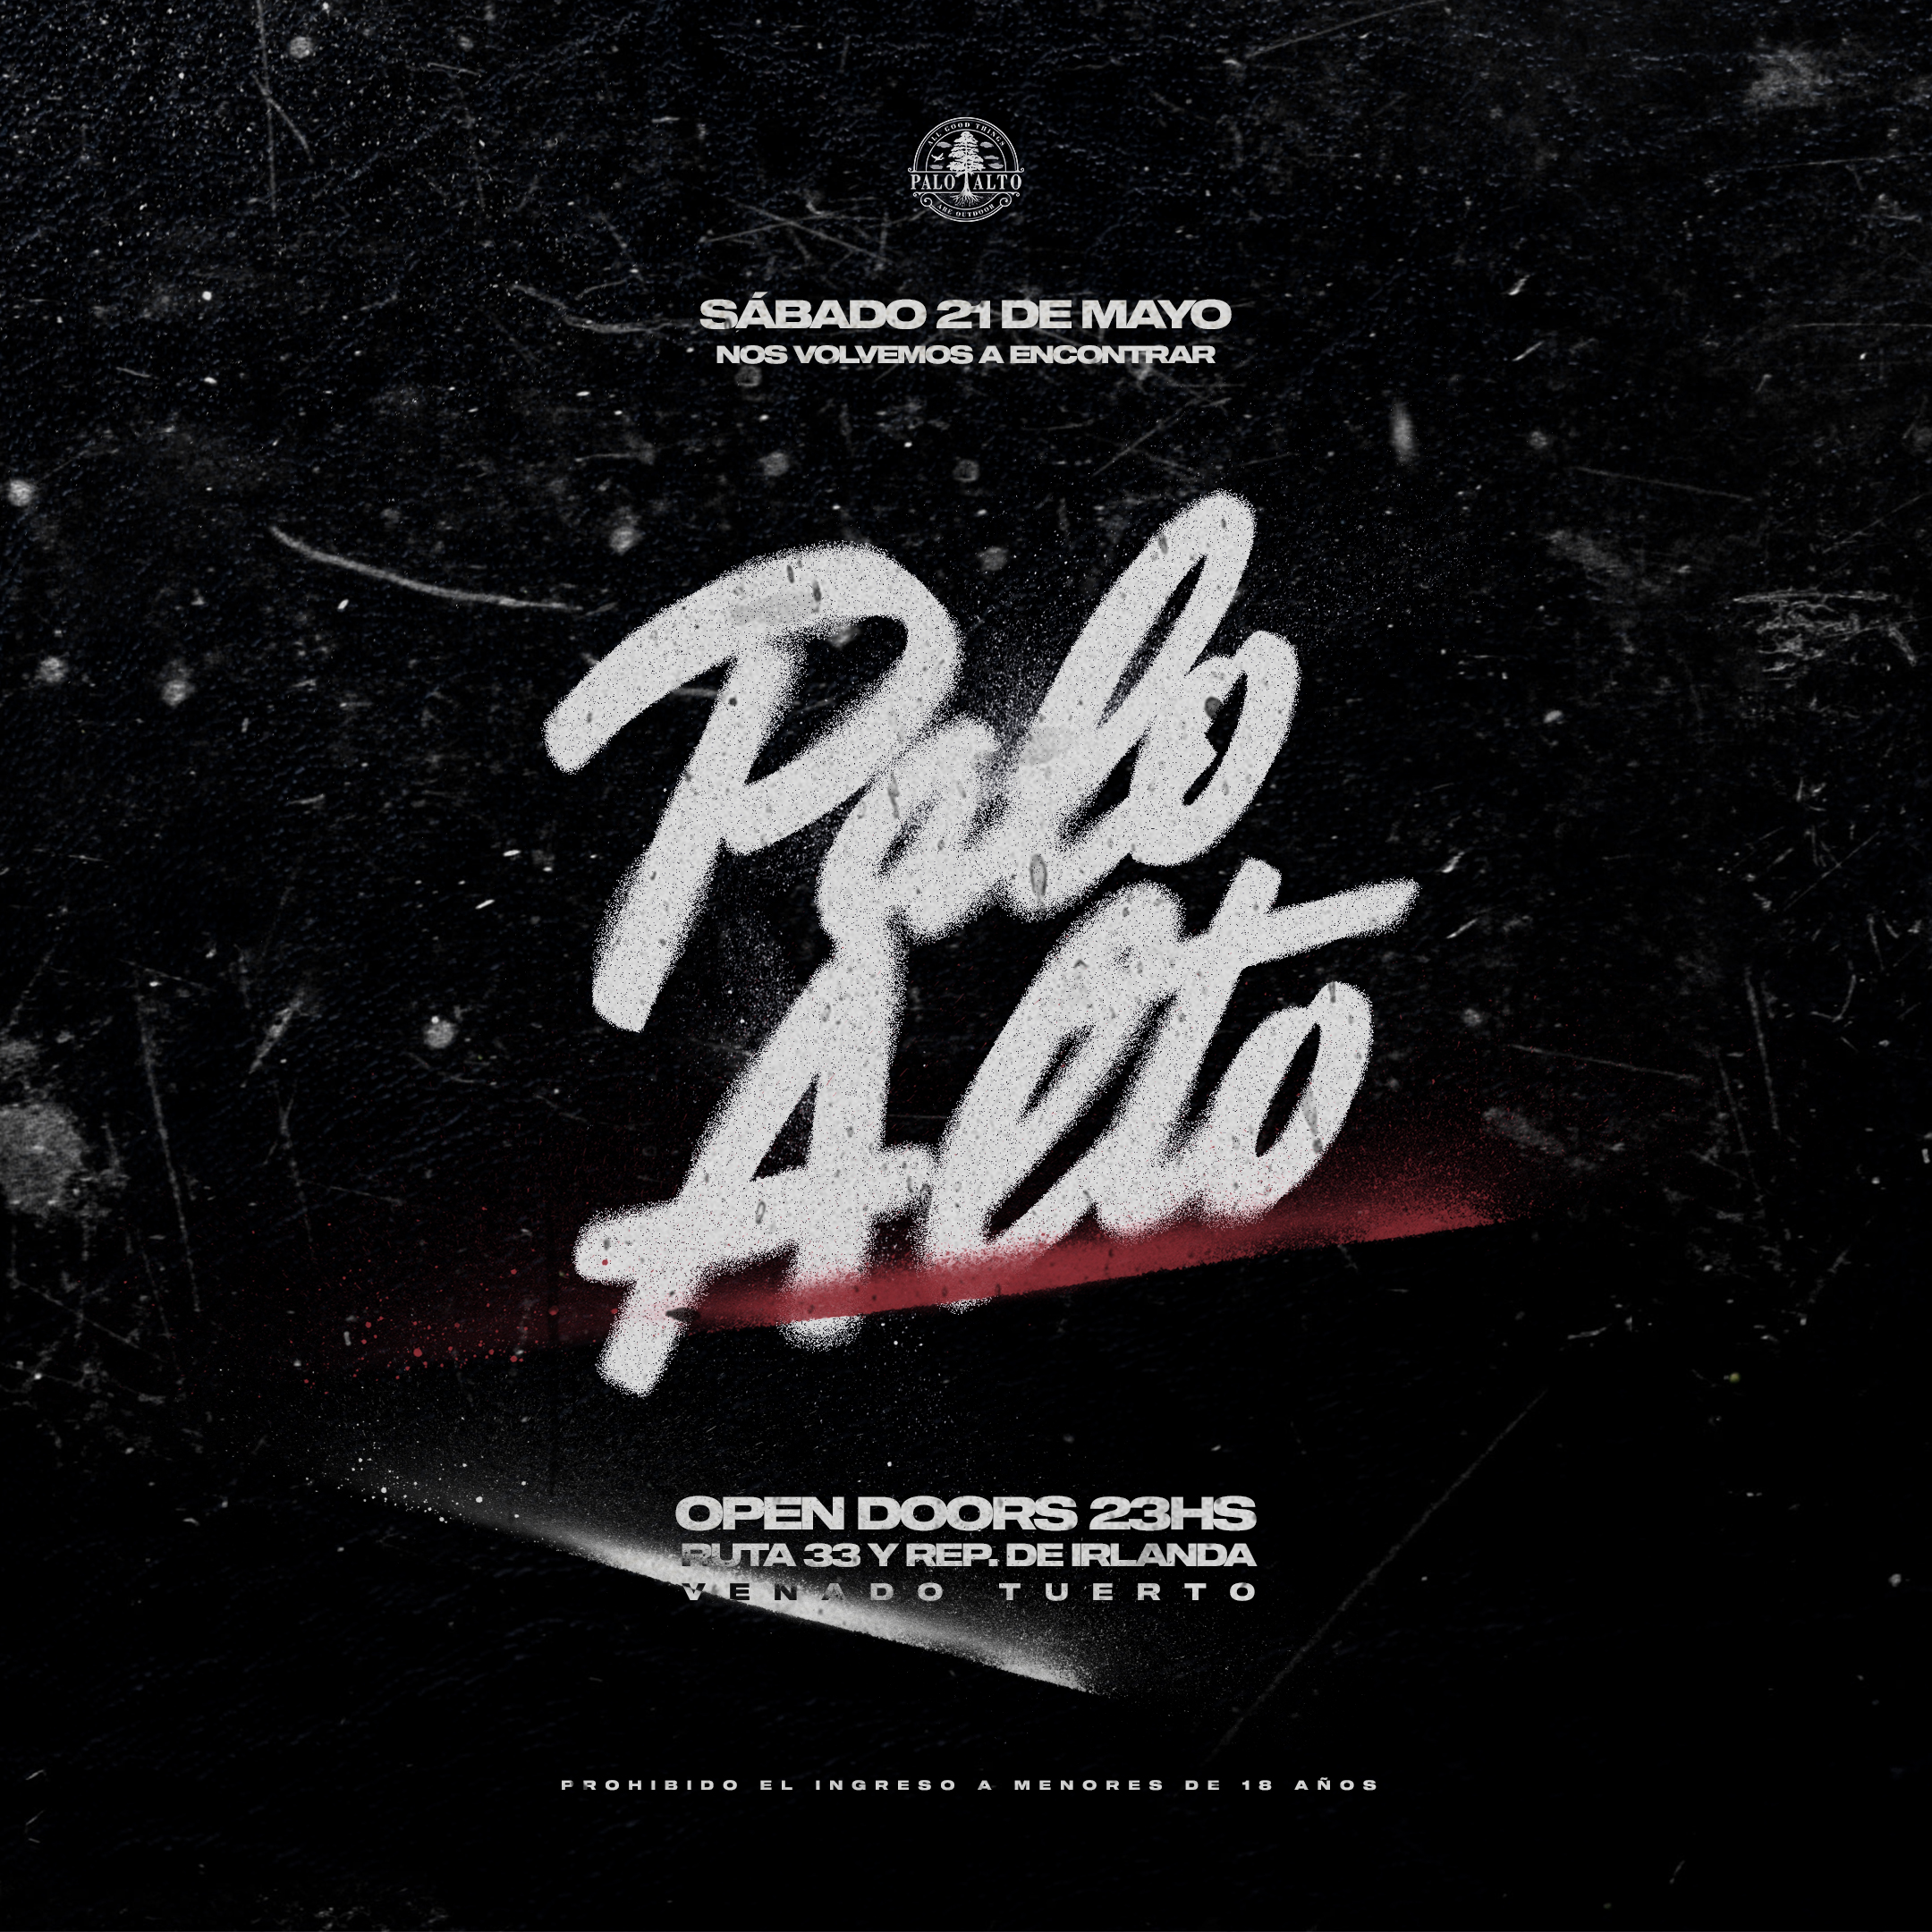 ALL GOOD THINGS
PALO ALTO
ARE OUTDOOR
SÁBADO 21 DE MAYO
NOS VOLVEMOS A ENCONTRAR
Palo
Alto
OPEN DOORS 23HS
RUTA 33 Y REP. DE IRLANDA
VENADO TUERTO
PROHIBIDO EL INGRESO A MENORES DE 18 AÑOS